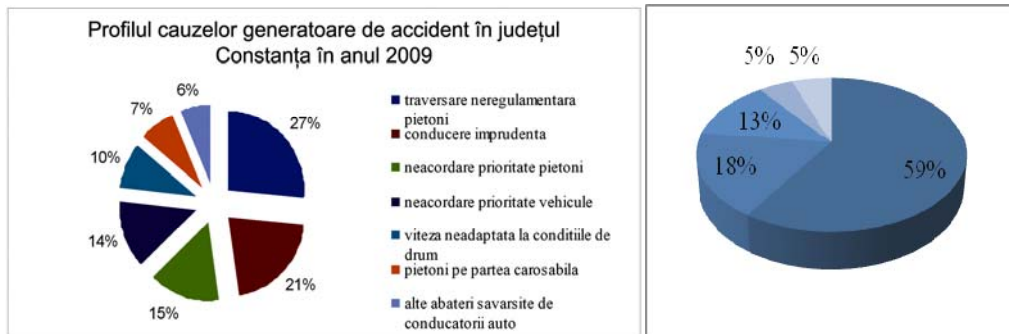 Profilul cauzelor generatoare de accident în județul
Constanța în anul 2009
6%
7%
27%
10%
14%
15%
21%
traversare neregulamentara
pietoni
conducere imprudenta
neacordare prioritate pietoni
neacordare prioritate vehicule
viteza neadaptata la conditiile de
drum
pietoni pe partea carosabila
alte abateri savarsite de
conducatorii auto
5% 5%
13%
18%
59%